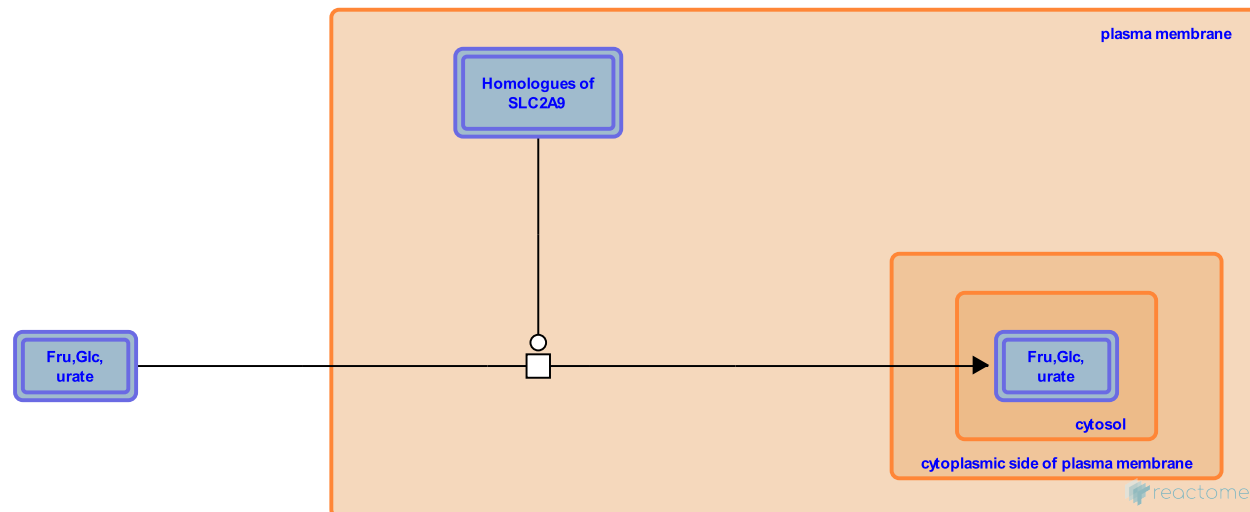 plasma membrane
Homologues of
SLC2A9
Fru,Glc,
urate
Fru,Glc,
urate
cytosol
cytoplasmic side of plasma membrane
reactome